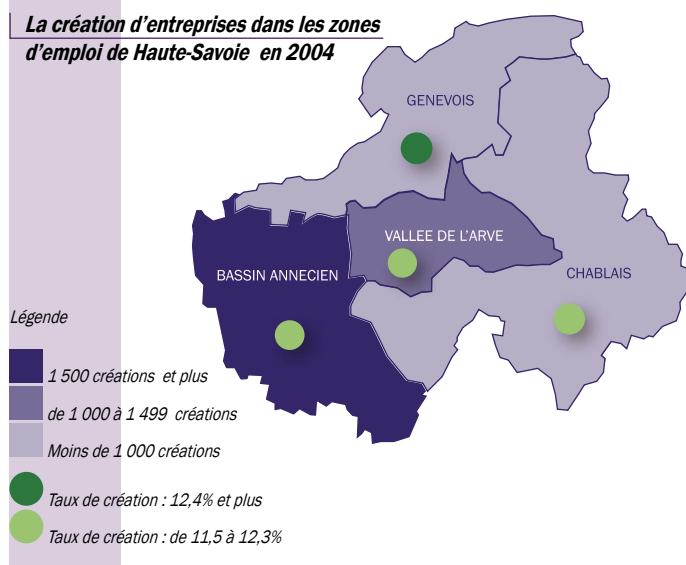 La création d’entreprises dans les zones
d’emploi de Haute-Savoie en 2004
GENEVOIS
VALLEE DE L’ARVE
BASSIN ANNECIEN
CHABLAIS
Légende
1 500 créations et plus
de 1 000 à 1 499 créations
Moins de 1 000 créations
Taux de création : 12,4% et plus
Taux de création : de 11,5 à 12,3%